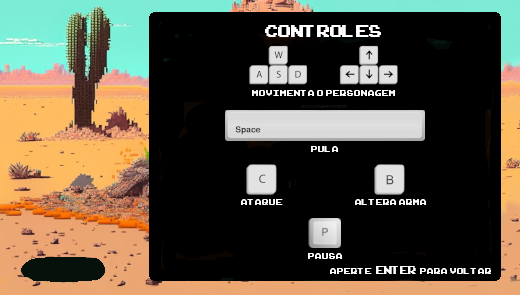 CONTROLES
W ↑
A S D ← ↓ →
MOVIMENTA O PERSONAGEM
Space
PULA
C B
ATAQUE ALTERA ARMA
P
PAUSA
APERTE ENTER PARA VOLTAR